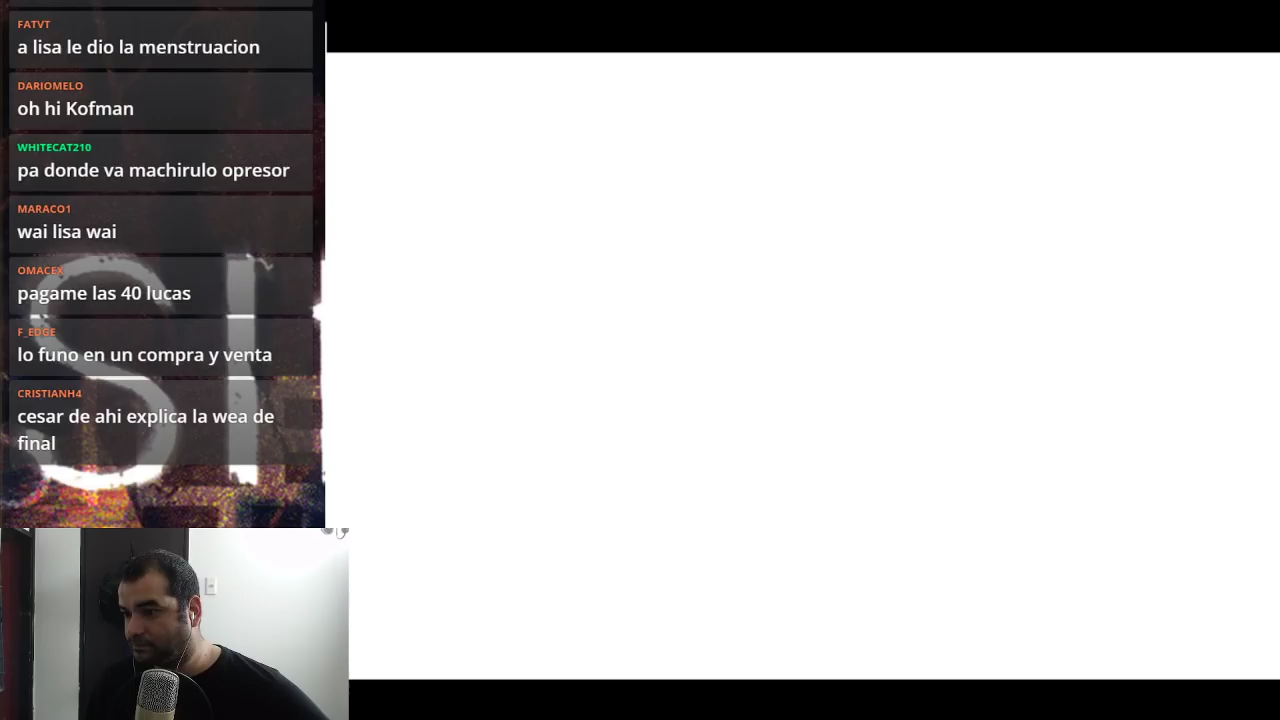 FATVT
a lisa le dio la menstruacion
DARIOMELO
oh hi Kofman
WHITECAT210
pa donde va machirulo opresor
MARACO1
wai lisa wai
OMACEX
pagame las 40 lucas
F_EDGE
lo funo en un compra y venta
CRISTIANH4
cesar de ahi explica la wea de
final